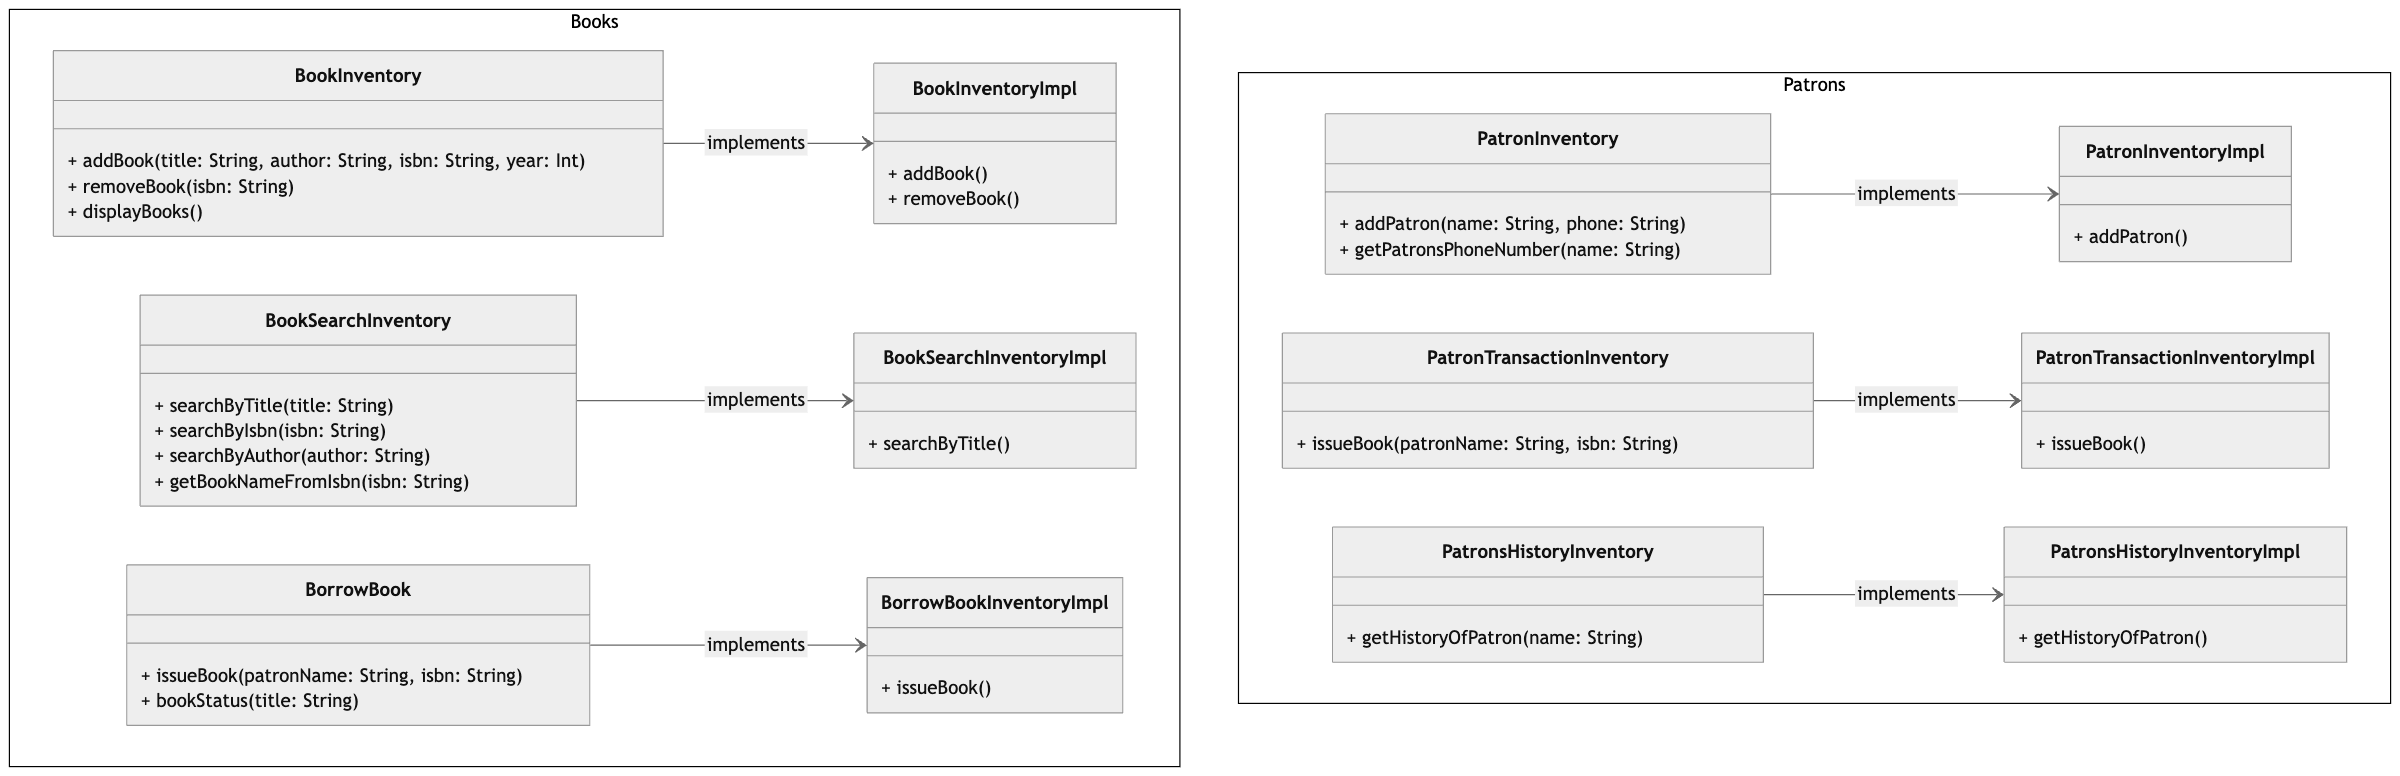 Books
BookInventory
+ addBook(title: String, author: String, isbn: String, year: Int)
+ removeBook(isbn: String)
+ displayBooks()
implements
BookInventoryImpl
+ addBook()
+ removeBook()
BookSearchInventory
+ searchByTitle(title: String)
+ searchByIsbn(isbn: String)
+ searchByAuthor(author: String)
+ getBookNameFromIsbn(isbn: String)
implements
BookSearchInventoryImpl
+ searchByTitle()
BorrowBook
+ issueBook(patronName: String, isbn: String)
+ bookStatus(title: String)
implements
BorrowBookInventoryImpl
+ issueBook()
Patrons
PatronInventory
+ addPatron(name: String, phone: String)
+ getPatronsPhoneNumber(name: String)
implements
PatronInventoryImpl
+ addPatron()
PatronTransactionInventory
+ issueBook(patronName: String, isbn: String)
implements
PatronTransactionInventoryImpl
+ issueBook()
PatronsHistoryInventory
+ getHistoryOfPatron(name: String)
implements
PatronsHistoryInventoryImpl
+ getHistoryOfPatron()